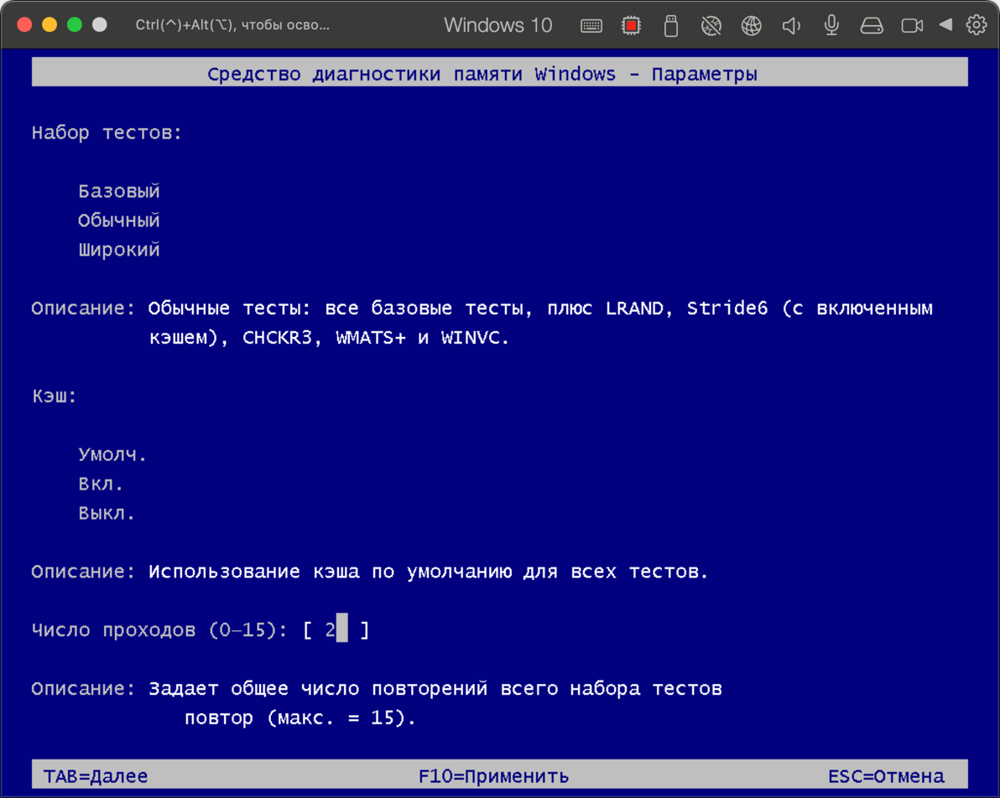 Ctrl(^)+Alt(⌥), чтобы осво...
Windows 10
Средство диагностики памяти Windows - Параметры
Набор тестов:
Базовый
Обычный
Широкий
Описание: Обычные тесты: все базовые тесты, плюс LRAND, Stride6 (с включенным
кэшем), CHCKR3, WMATS+ и WINVC.
Кэш:
Умолч.
Вкл.
Выкл.
Описание: Использование кэша по умолчанию для всех тестов.
Число проходов (0–15): [ 2 ]
Описание: Задает общее число повторений всего набора тестов
повтор (макс. = 15).
TAB=Далее F10=Применить ESC=Отмена